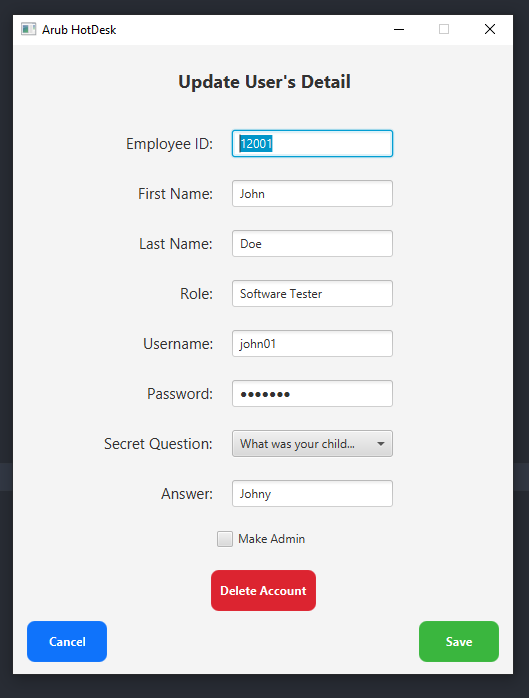 Arub HotDesk
Update User's Detail
Employee ID: 12001
First Name: John
Last Name: Doe
Role: Software Tester
Username: john01
Password: •••••••
Secret Question: What was your child...
Answer: Johny
Make Admin
Delete Account
Cancel Save